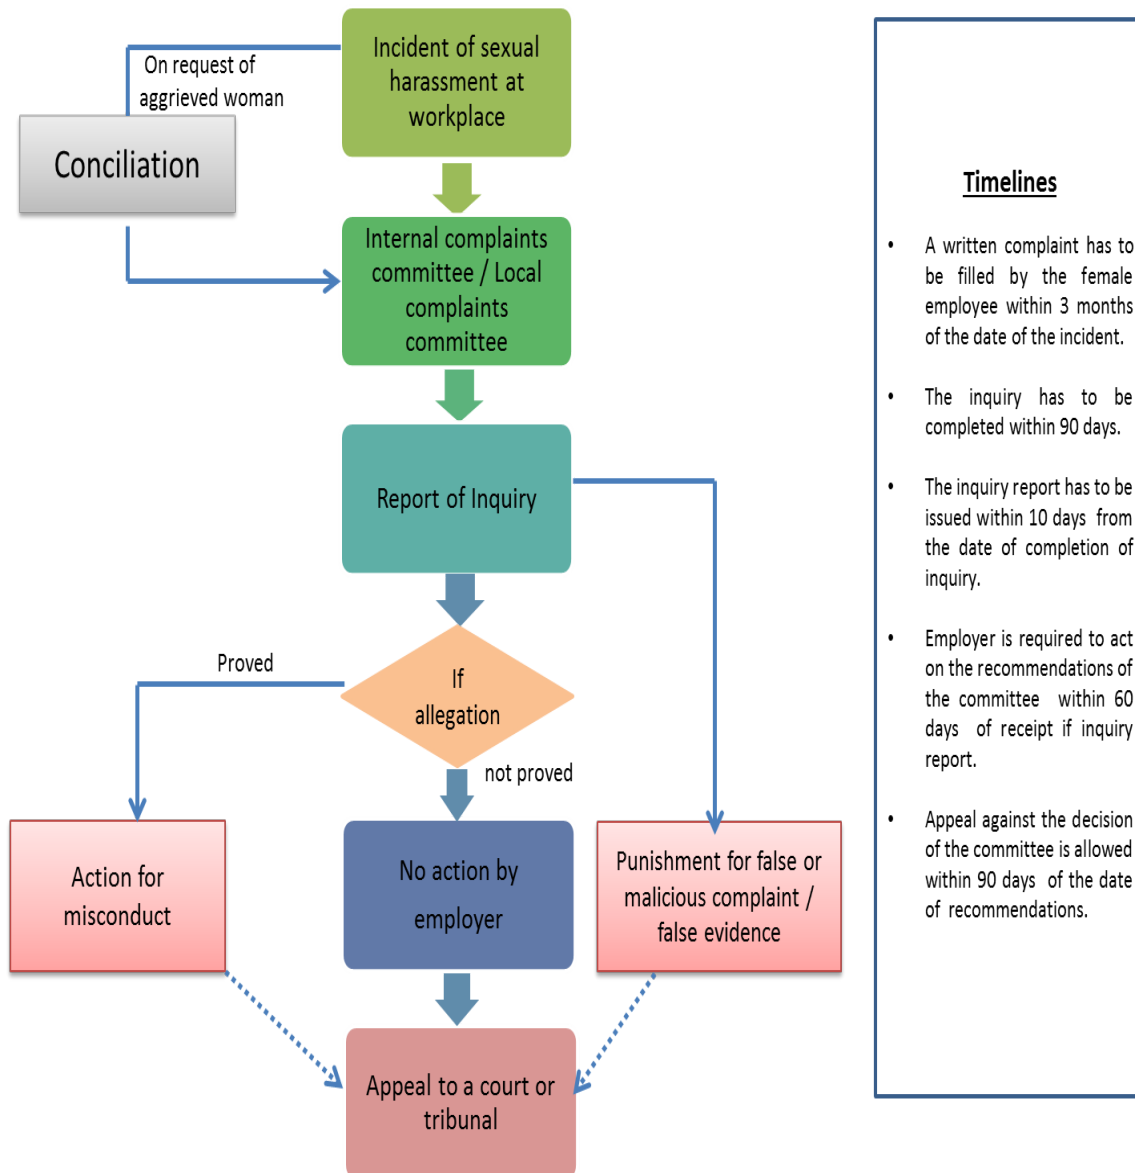 On request of
aggrieved woman
Conciliation
Incident of sexual
harassment at
workplace
Internal complaints
committee / Local
complaints
committee
Report of Inquiry
If
allegation
Proved
not proved
Action for
misconduct
No action by
employer
Punishment for false or
malicious complaint /
false evidence
Appeal to a court or
tribunal
Timelines
• A written complaint has to
be filled by the female
employee within 3 months
of the date of the incident.
• The inquiry has to be
completed within 90 days.
• The inquiry report has to be
issued within 10 days from
the date of completion of
inquiry.
• Employer is required to act
on the recommendations of
the committee within 60
days of receipt if inquiry
report.
• Appeal against the decision
of the committee is allowed
within 90 days of the date
of recommendations.